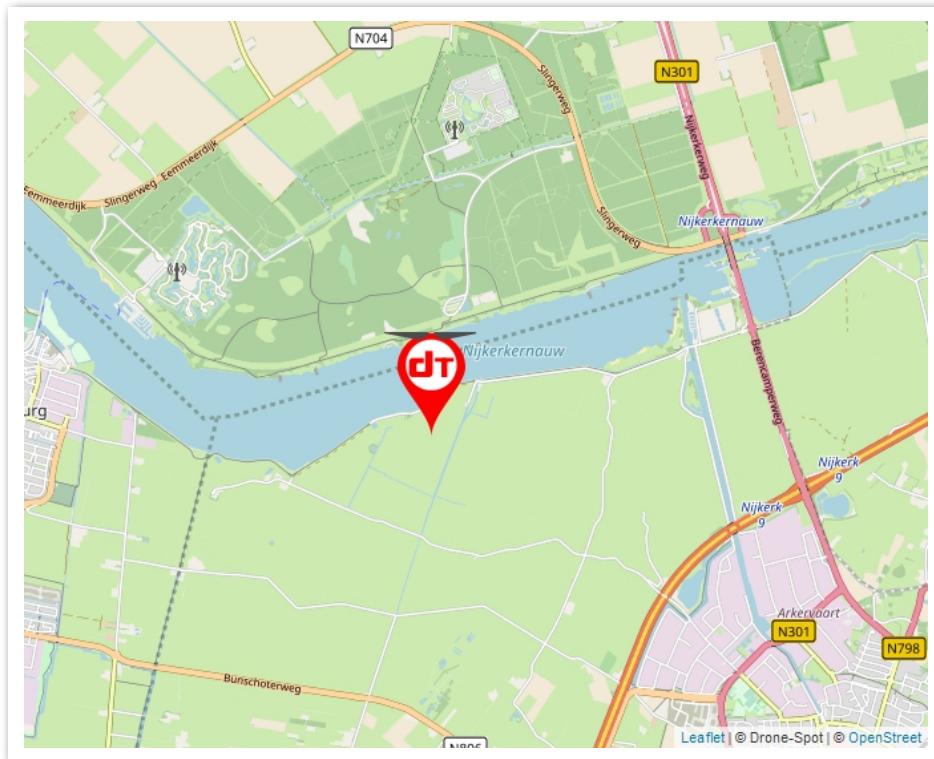 N704
N301
Slingerweg
Nijkerkerweg
Slingerweg
Eemmeerdijk
Eemmeerdijk
Slingerweg
Nijkerkernauw
Nijkerkernauw
dT
Berencamperweg
urg
Nijkerk
9
Nijkerk
9
Arkervaart
N301
N798
Bunschoterweg
N806
Leaflet | © Drone-Spot | © OpenStreet